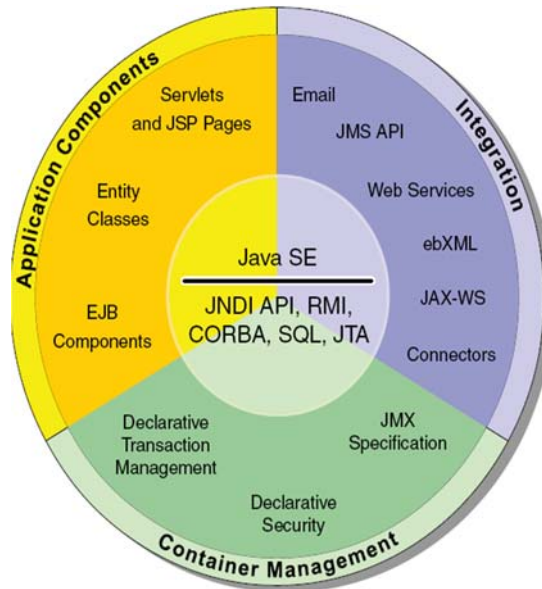 Application Components
Servlets
and JSP Pages
Entity
Classes
EJB
Components
Integration
Email
JMS API
Web Services
ebXML
JAX-WS
Connectors
Java SE
JNDI API, RMI,
CORBA, SQL, JTA
Declarative
Transaction
Management
JMX
Specification
Declarative
Security
Container Management